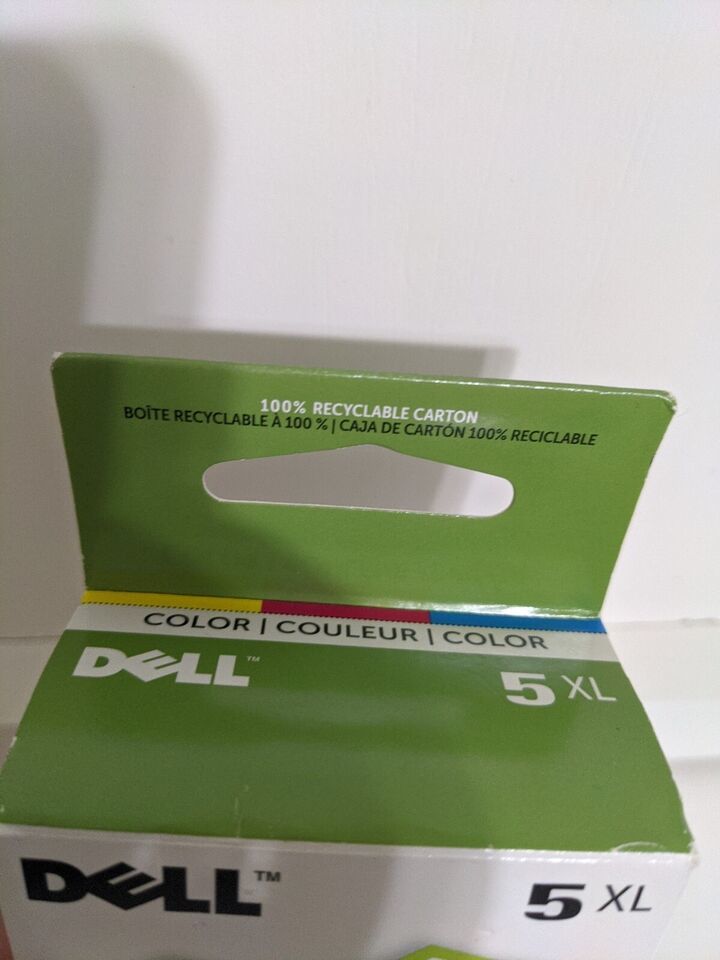 100% RECYCLABLE CARTON
BOÎTE RECYCLABLE À 100 % | CAJA DE CARTÓN 100% RECICLABLE
COLOR | COULEUR | COLOR
DELL™ 5 XL
DELL™ 5 XL